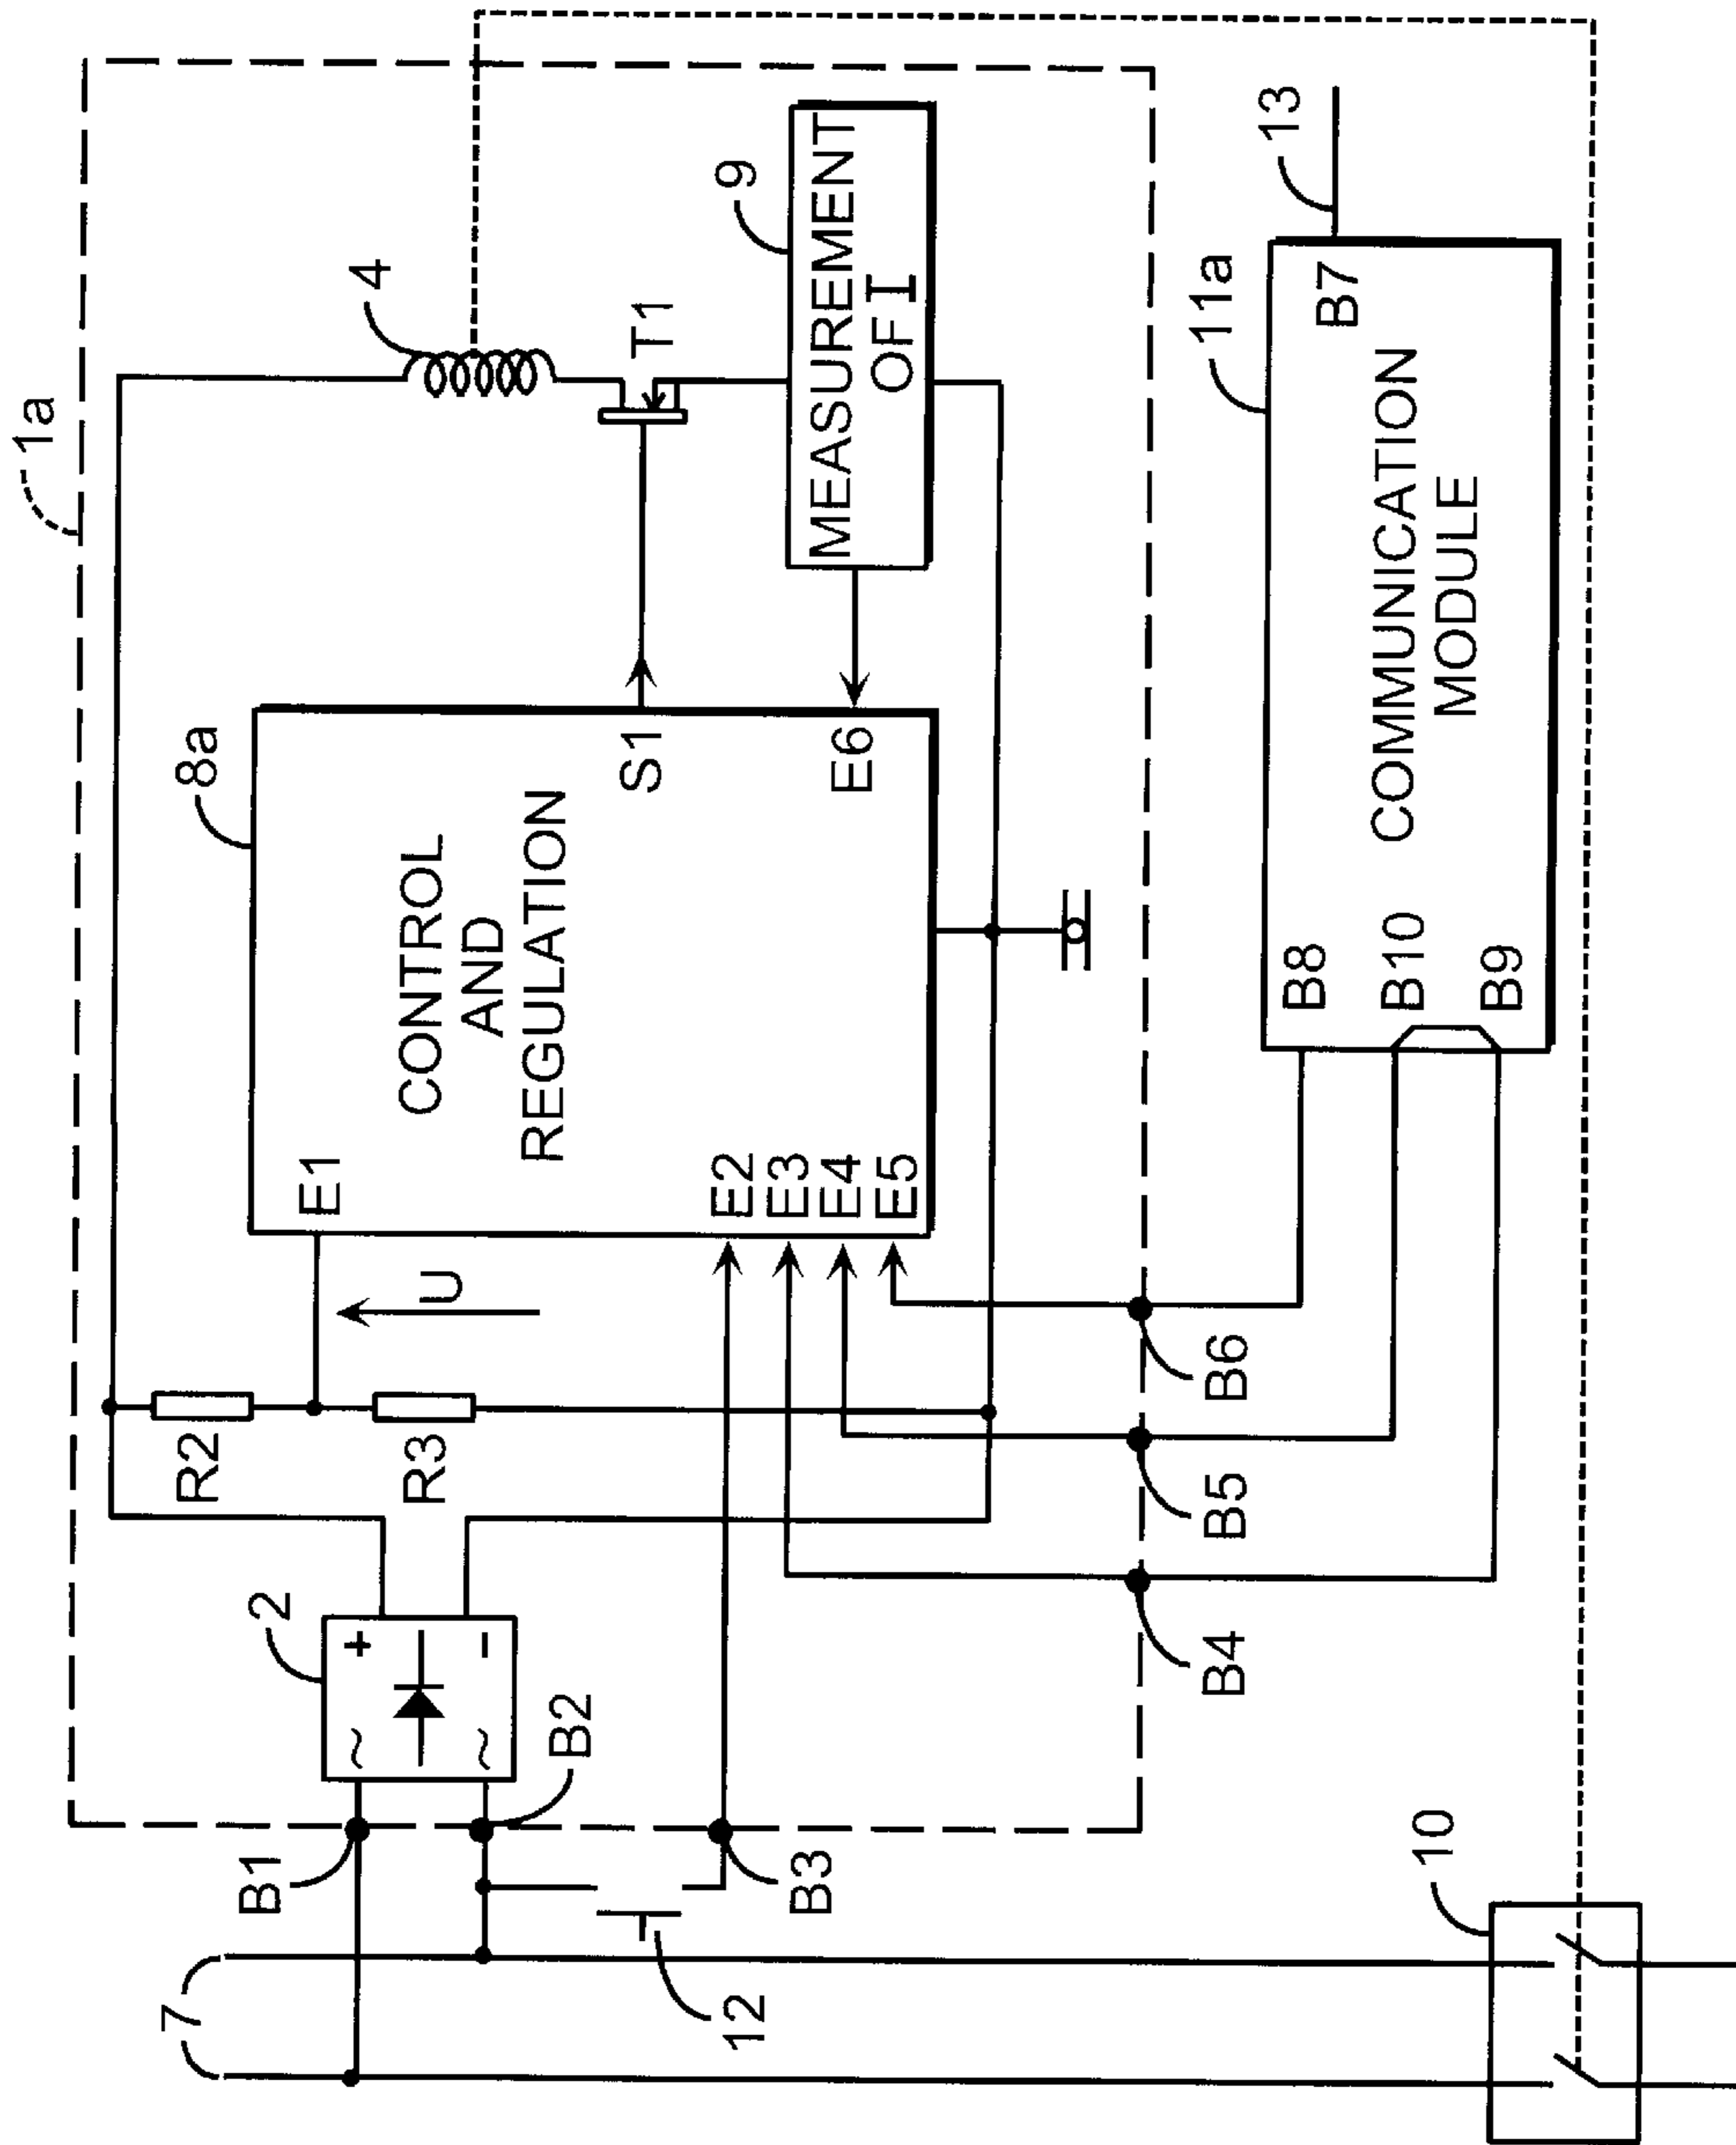 1a
4
T1
9
MEASUREMENT
OF I
13
8a
CONTROL
AND
REGULATION
S1
E6
E1
E2
E3
E4
E5
U
11a
B7
COMMUNICATION
MODULE
B8
B10
B9
R2
R3
2
+
~
-
~
B1
B2
B3
B4
B5
B6
7
12
10